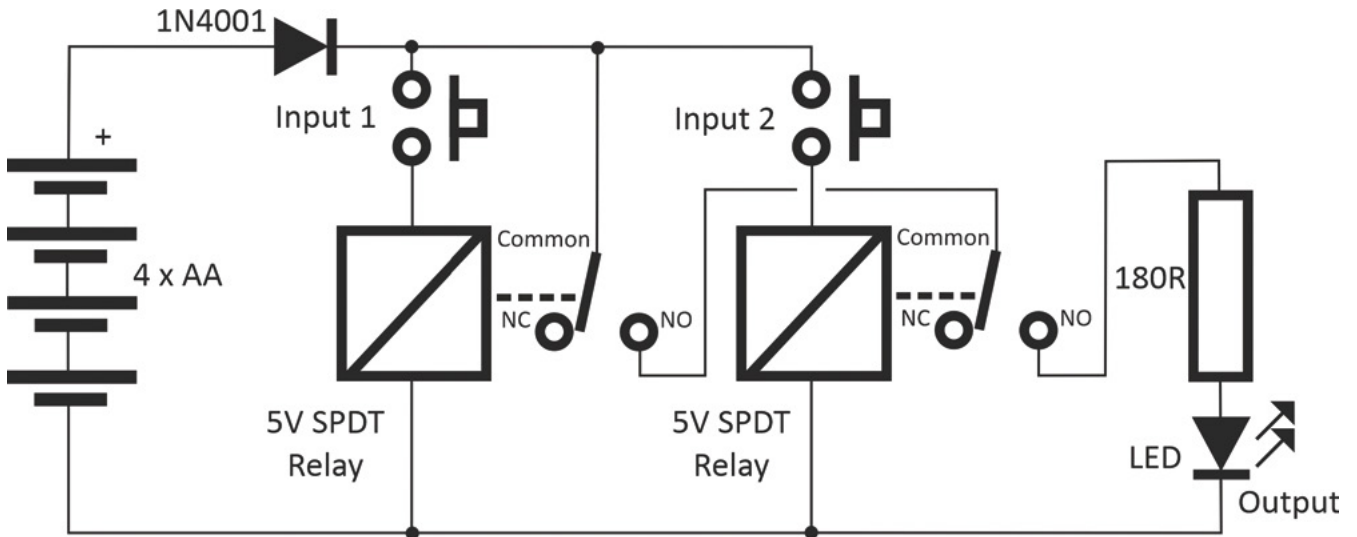 1N4001
Input 1
Input 2
+
4 x AA
Common
NC
NO
Common
NC
NO
180R
5V SPDT
Relay
5V SPDT
Relay
LED
Output